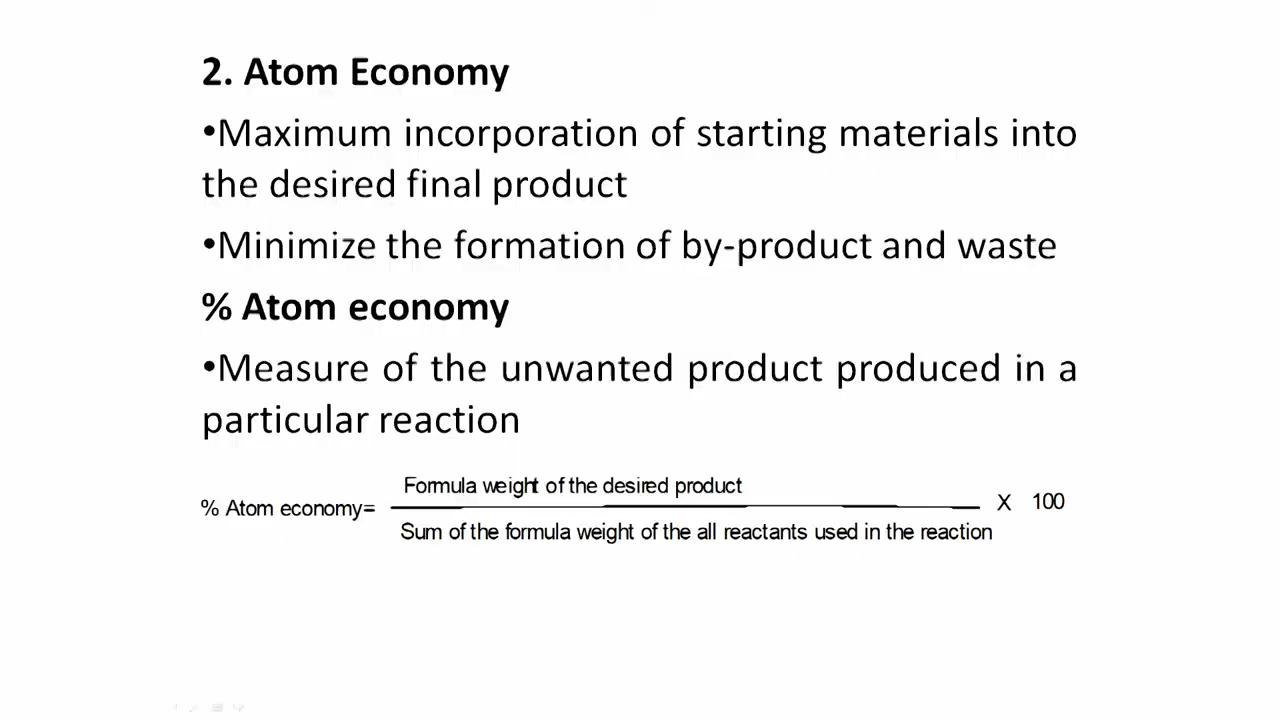 2. Atom Economy
•Maximum incorporation of starting materials into
the desired final product
•Minimize the formation of by-product and waste
% Atom economy
•Measure of the unwanted product produced in a
particular reaction
Formula weight of the desired product
% Atom economy= X 100
Sum of the formula weight of the all reactants used in the reaction